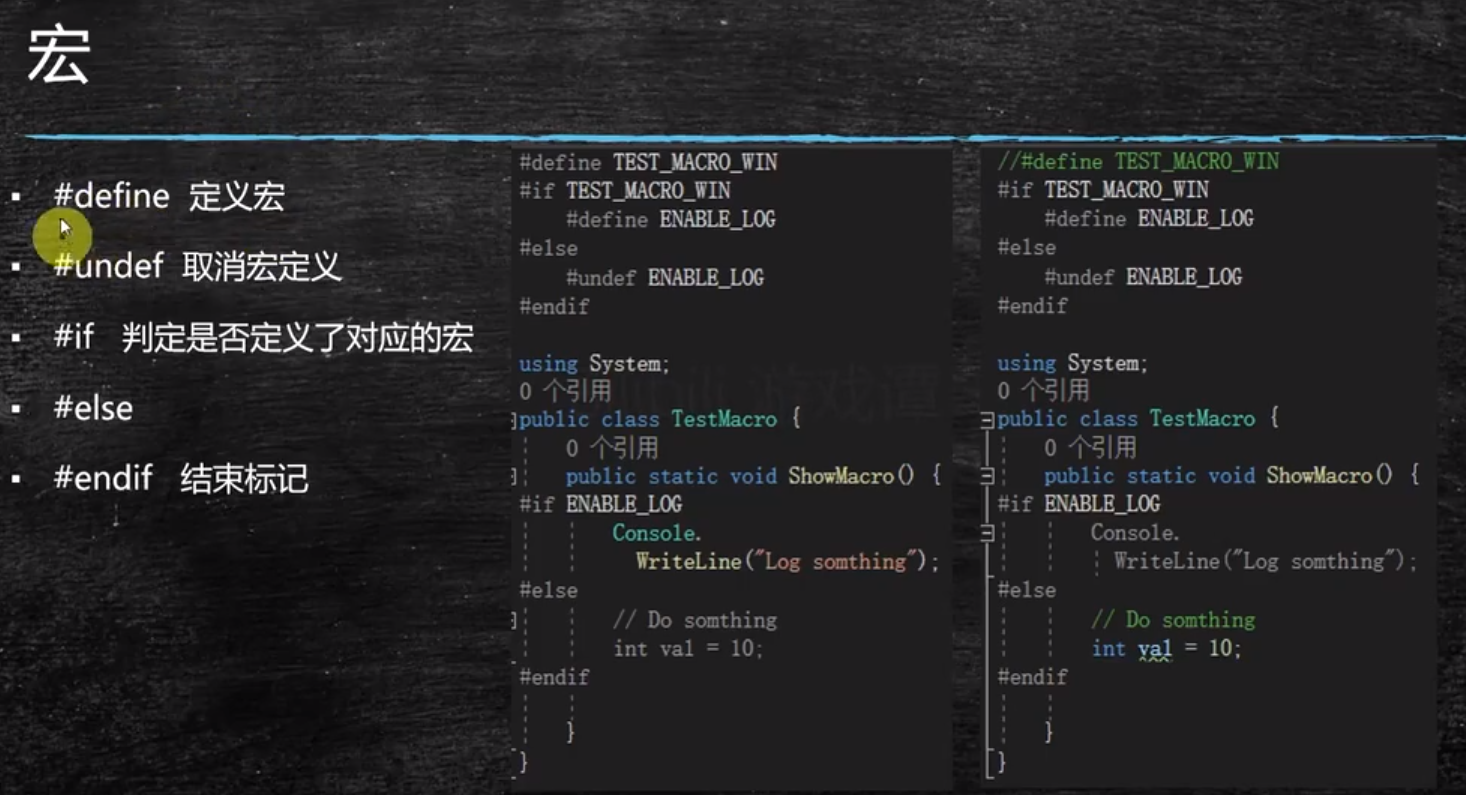 宏
#define 定义宏
#undef 取消宏定义
#if 判定是否定义了对应的宏
#else
#endif 结束标记
#define TEST_MACRO_WIN
#if TEST_MACRO_WIN
#define ENABLE_LOG
#else
#undef ENABLE_LOG
#endif
using System;
0 个引用
public class TestMacro {
0 个引用
public static void ShowMacro() {
#if ENABLE_LOG
Console.
WriteLine("Log somthing");
#else
// Do somthing
int val = 10;
#endif
}
}
//#define TEST_MACRO_WIN
#if TEST_MACRO_WIN
#define ENABLE_LOG
#else
#undef ENABLE_LOG
#endif
using System;
0 个引用
public class TestMacro {
0 个引用
public static void ShowMacro() {
#if ENABLE_LOG
Console.
WriteLine("Log somthing");
#else
// Do somthing
int val = 10;
#endif
}
}